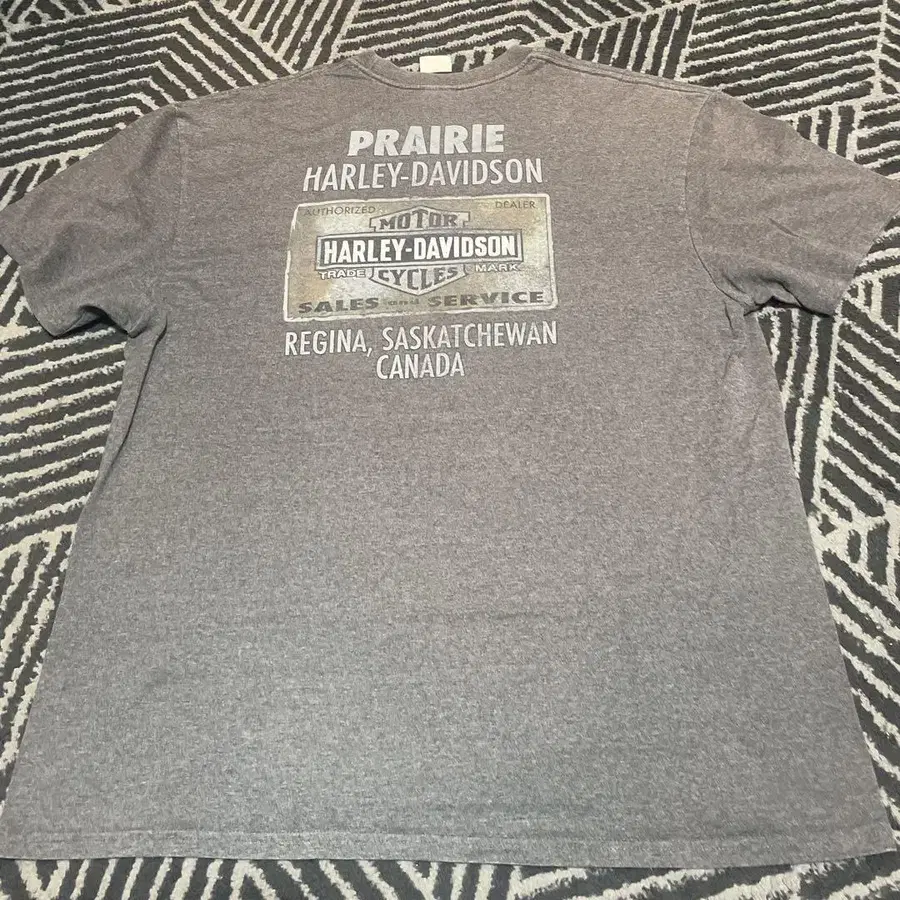 PRAIRIE
HARLEY-DAVIDSON
AUTHORIZED DEALER
MOTOR
HARLEY-DAVIDSON
TRADE MARK
CYCLES
SALES and SERVICE
REGINA, SASKATCHEWAN
CANADA